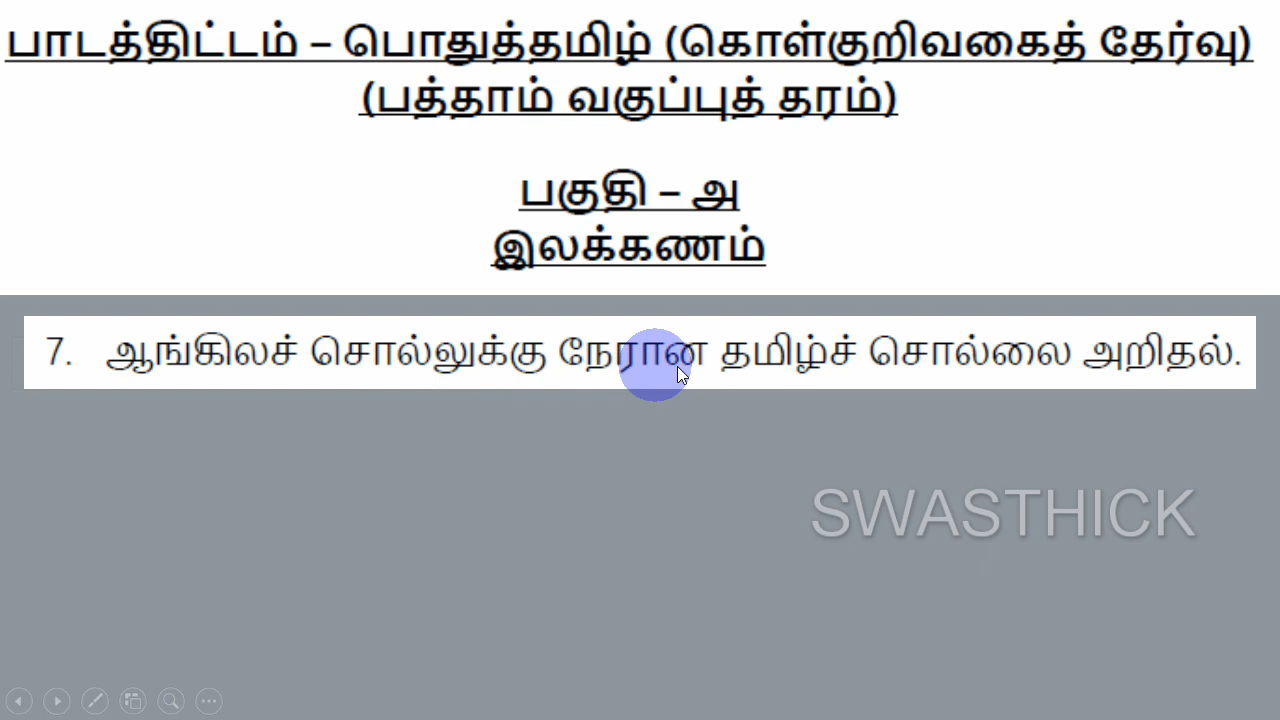 பாடத்திட்டம் – பொதுத்தமிழ் (கொள்குறிவகைத் தேர்வு)
(பத்தாம் வகுப்புத் தரம்)
பகுதி – அ
இலக்கணம்
7. ஆங்கிலச் சொல்லுக்கு நேரான தமிழ்ச் சொல்லை அறிதல்.
SWASTHICK